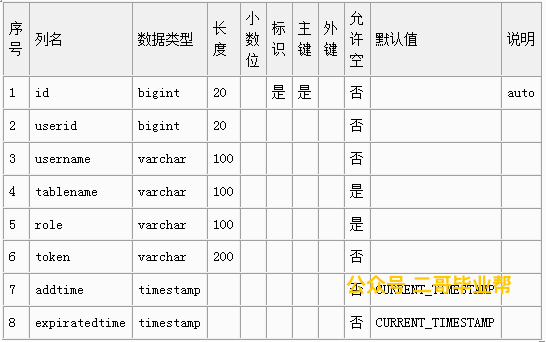 序号 列名 数据类型 长度 小数位 标识 主键 外键 允许空 默认值 说明
1 id bigint 20 是 是 否 auto
2 userid bigint 20 否
3 username varchar 100 否
4 tablename varchar 100 是
5 role varchar 100 是
6 token varchar 200 否
公众号 二哥毕业帮
7 addtime timestamp 否 CURRENT_TIMESTAMP
8 expiratedtime timestamp 否 CURRENT_TIMESTAMP